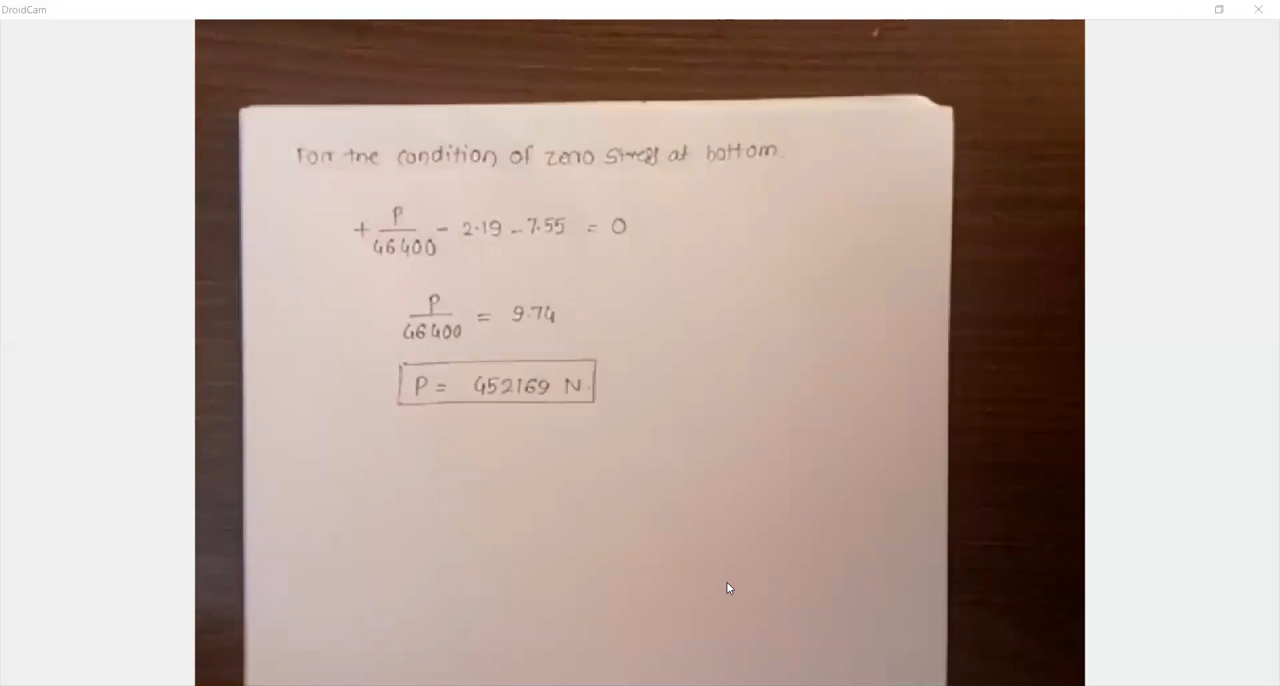 DroidCam
For the condition of zero stress at bottom.
+ P/46400 - 2.19 - 7.55 = 0
P/46400 = 9.74
P = 452169 N.